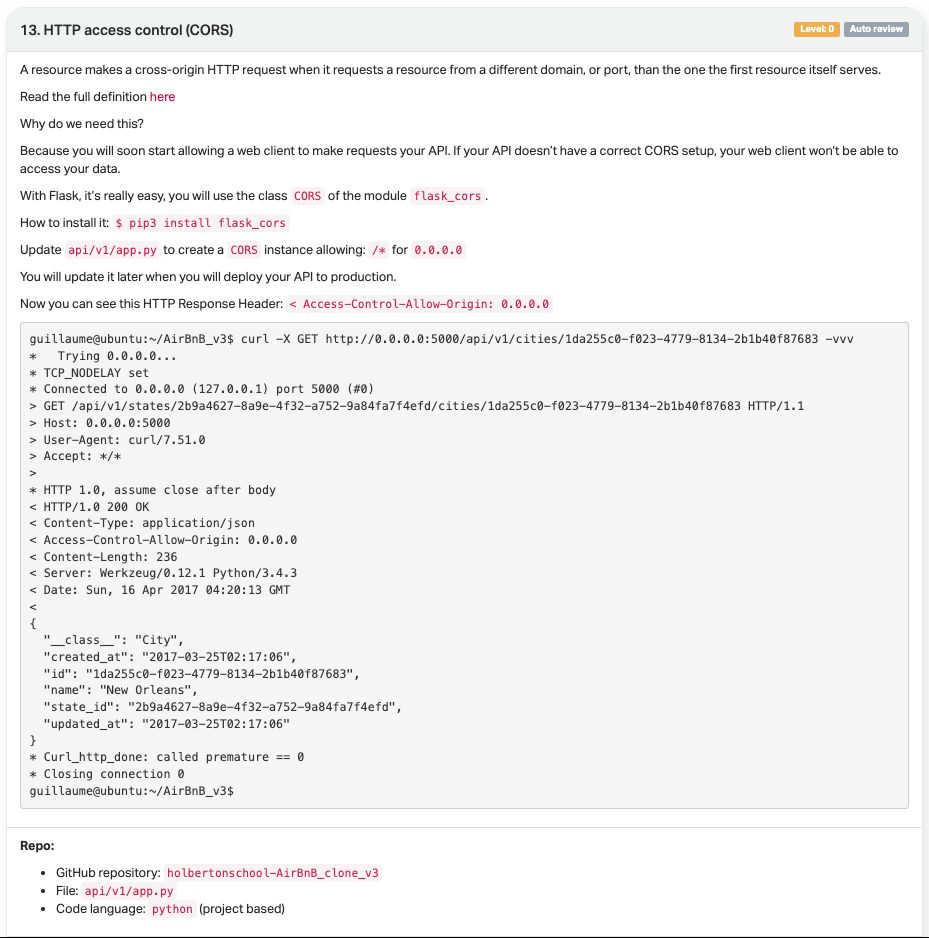 13. HTTP access control (CORS)
Level: 0
Auto review
A resource makes a cross-origin HTTP request when it requests a resource from a different domain, or port, than the one the first resource itself serves.
Read the full definition here
Why do we need this?
Because you will soon start allowing a web client to make requests your API. If your API doesn't have a correct CORS setup, your web client won't be able to
access your data.
With Flask, it's really easy, you will use the class CORS of the module flask_cors.
How to install it: $ pip3 install flask_cors
Update api/v1/app.py to create a CORS instance allowing: /* for 0.0.0.0
You will update it later when you will deploy your API to production.
Now you can see this HTTP Response Header: < Access-Control-Allow-Origin: 0.0.0.0
guillaume@ubuntu:~/AirBnB_v3$ curl -X GET http://0.0.0.0:5000/api/v1/cities/1da255c0-f023-4779-8134-2b1b40f87683 -vvv
*   Trying 0.0.0.0...
* TCP_NODELAY set
* Connected to 0.0.0.0 (127.0.0.1) port 5000 (#0)
> GET /api/v1/states/2b9a4627-8a9e-4f32-a752-9a84fa7f4efd/cities/1da255c0-f023-4779-8134-2b1b40f87683 HTTP/1.1
> Host: 0.0.0.0:5000
> User-Agent: curl/7.51.0
> Accept: */*
>
* HTTP 1.0, assume close after body
< HTTP/1.0 200 OK
< Content-Type: application/json
< Access-Control-Allow-Origin: 0.0.0.0
< Content-Length: 236
< Server: Werkzeug/0.12.1 Python/3.4.3
< Date: Sun, 16 Apr 2017 04:20:13 GMT
<
{
  "__class__": "City",
  "created_at": "2017-03-25T02:17:06",
  "id": "1da255c0-f023-4779-8134-2b1b40f87683",
  "name": "New Orleans",
  "state_id": "2b9a4627-8a9e-4f32-a752-9a84fa7f4efd",
  "updated_at": "2017-03-25T02:17:06"
}
* Curl_http_done: called premature == 0
* Closing connection 0
guillaume@ubuntu:~/AirBnB_v3$
Repo:
• GitHub repository: holbertonschool-AirBnB_clone_v3
• File: api/v1/app.py
• Code language: python (project based)